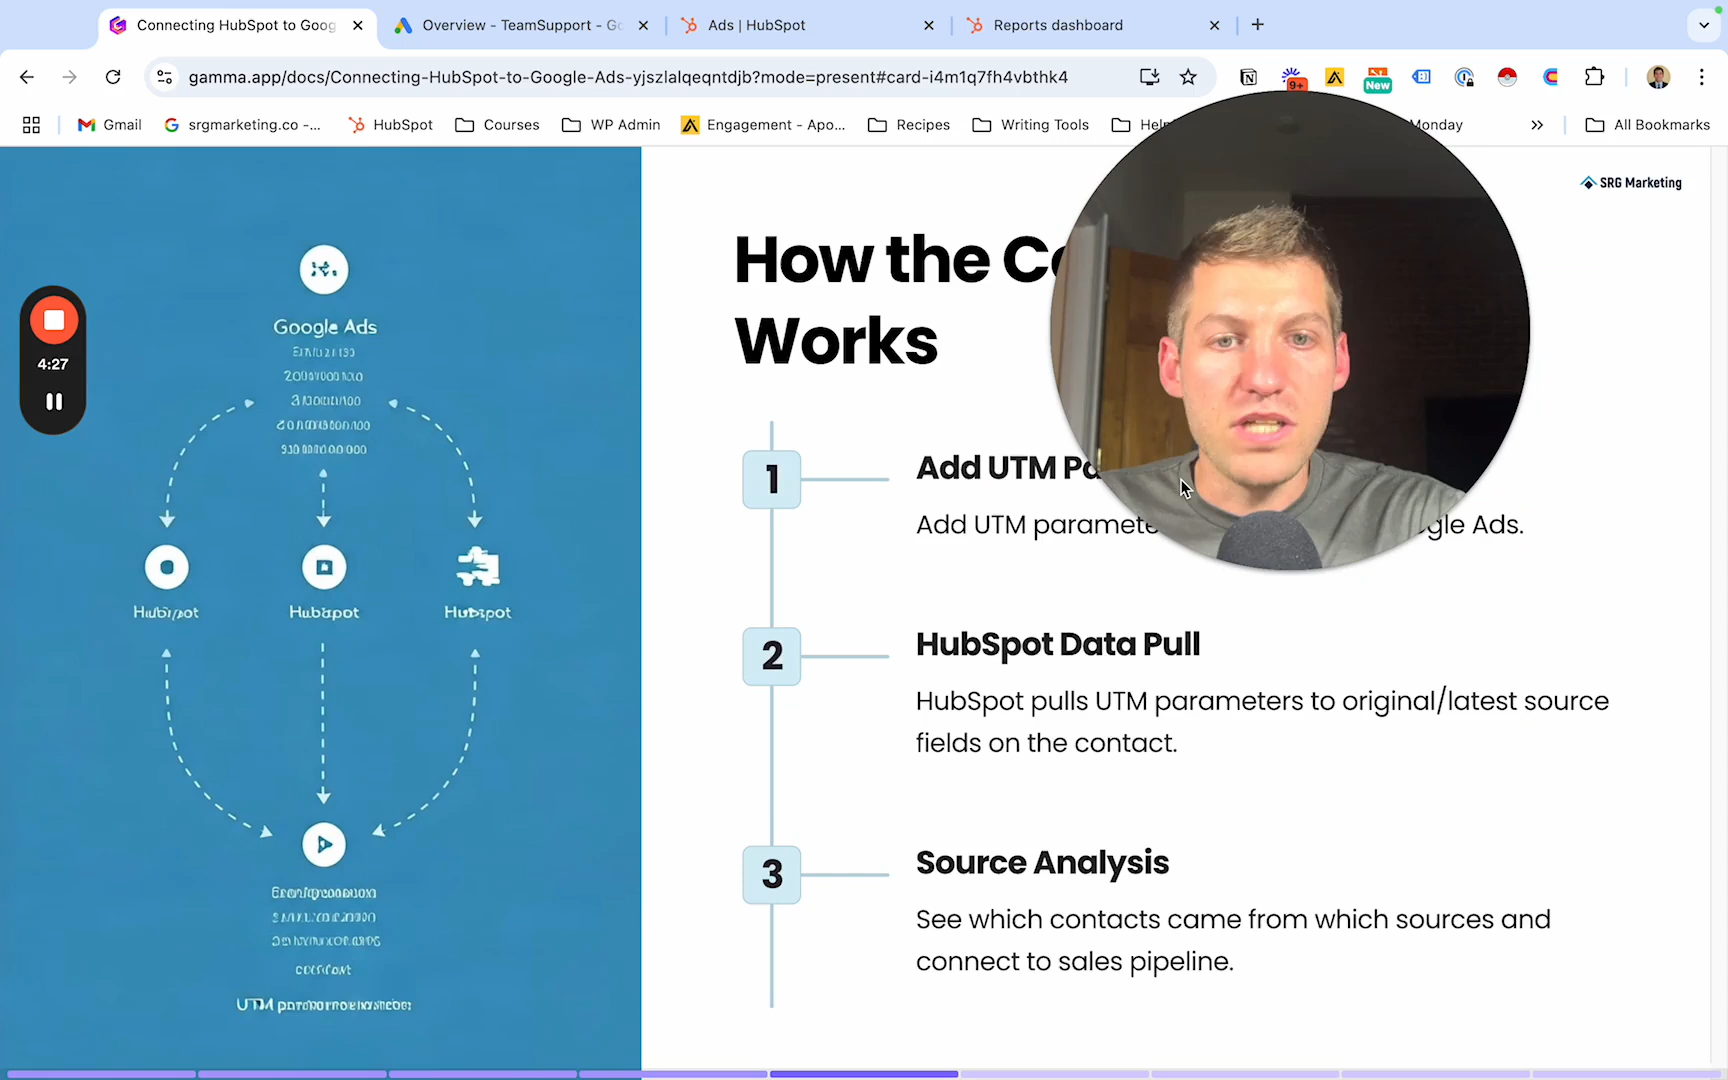 Connecting HubSpot to Goog
Overview - TeamSupport - Go
Ads | HubSpot
Reports dashboard
gamma.app/docs/Connecting-HubSpot-to-Google-Ads-yjszlalqeqntdjb?mode=present#card-i4m1q7fh4vbthk4
9+
New
Gmail
srgmarketing.co -...
HubSpot
Courses
WP Admin
Engagement - Apo...
Recipes
Writing Tools
Monday
All Bookmarks
SRG Marketing
4:27
Google Ads
How the
Works
1
Add UTM
Add UTM
Ads.
2
HubSpot Data Pull
HubSpot pulls UTM parameters to original/latest source
fields on the contact.
3
Source Analysis
See which contacts came from which sources and
connect to sales pipeline.
UTM